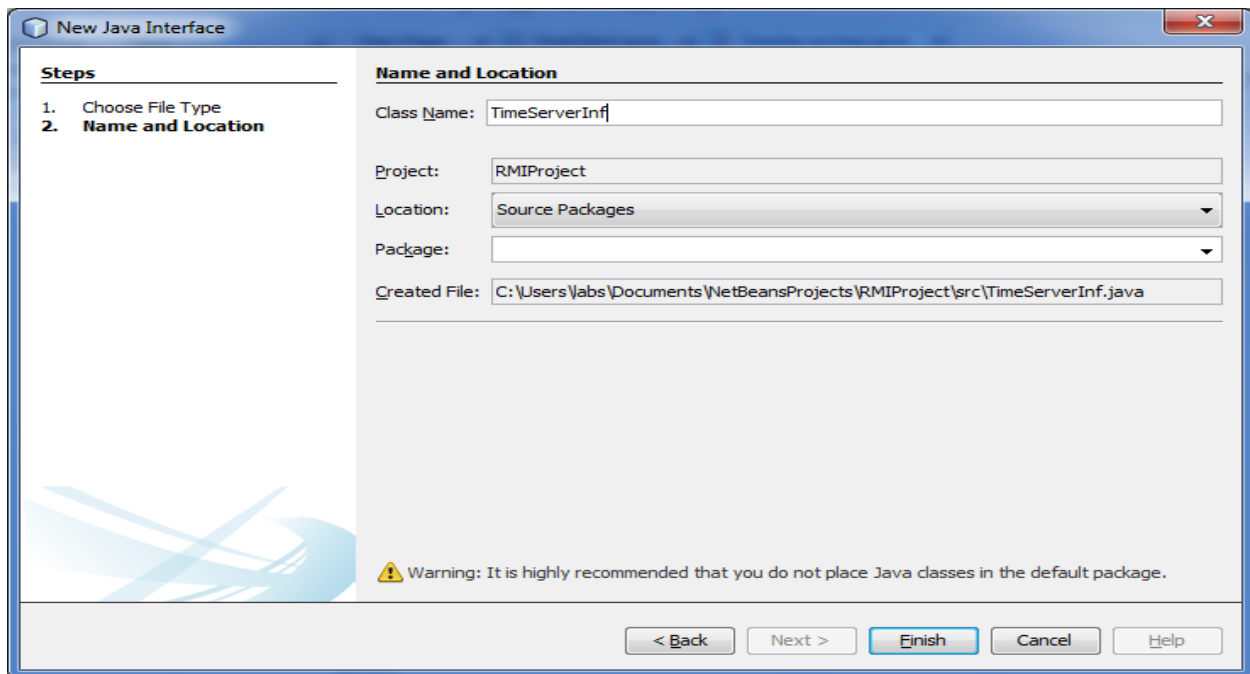 New Java Interface
Steps
1. Choose File Type
2. Name and Location
Name and Location
Class Name: TimeServerInf
Project: RMIProject
Location: Source Packages
Package:
Created File: C:\Users\labs\Documents\NetBeansProjects\RMIProject\src\TimeServerInf.java
Warning: It is highly recommended that you do not place Java classes in the default package.
< Back Next > Finish Cancel Help